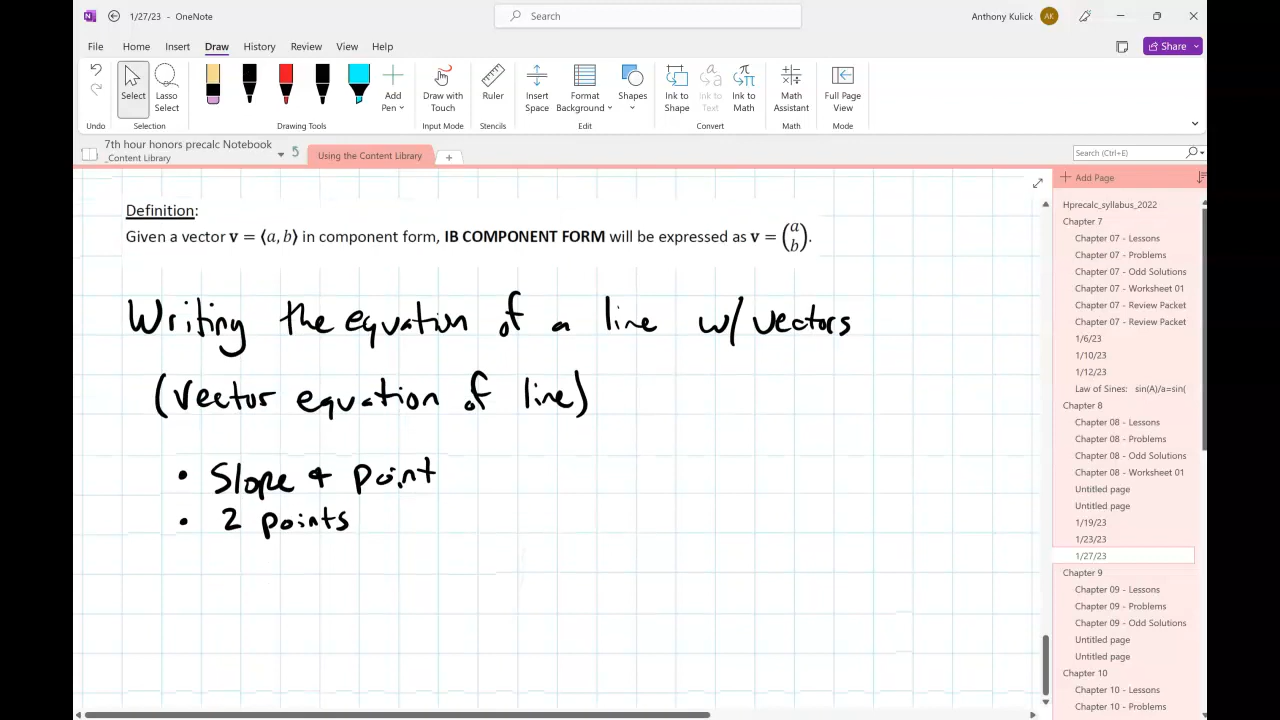 1/27/23 - OneNote
Search
Anthony Kulick
AK
File Home Insert Draw History Review View Help
Share
Undo
Select
Lasso Select
Selection
Drawing Tools
Add Pen
Draw with Touch
Input Mode
Ruler
Stencils
Insert Space
Format Background
Shapes
Edit
Ink to Shape
Ink to Text
Ink to Math
Convert
Math Assistant
Math
Full Page View
Mode
7th hour honors precalc Notebook
_Content Library
Using the Content Library
Search (Ctrl+E)
Definition:
Given a vector v = ⟨a, b⟩ in component form, IB COMPONENT FORM will be expressed as v = (a b).
Writing the equation of a line w/ vectors
(Vector equation of line)
• Slope + point
• 2 points
Add Page
Hprecalc_syllabus_2022
Chapter 7
Chapter 07 - Lessons
Chapter 07 - Problems
Chapter 07 - Odd Solutions
Chapter 07 - Worksheet 01
Chapter 07 - Review Packet
Chapter 07 - Review Packet
1/6/23
1/10/23
1/12/23
Law of Sines: sin(A)/a=sin(
Chapter 8
Chapter 08 - Lessons
Chapter 08 - Problems
Chapter 08 - Odd Solutions
Chapter 08 - Worksheet 01
Untitled page
Untitled page
1/19/23
1/23/23
1/27/23
Chapter 9
Chapter 09 - Lessons
Chapter 09 - Problems
Chapter 09 - Odd Solutions
Untitled page
Untitled page
Chapter 10
Chapter 10 - Lessons
Chapter 10 - Problems